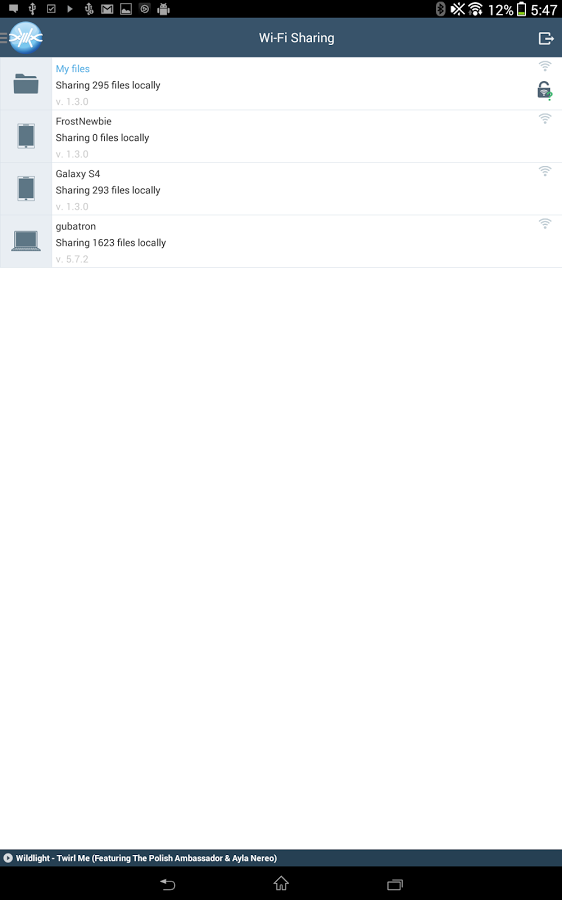 12% 5:47
Wi-Fi Sharing
My files
Sharing 295 files locally
v. 1.3.0
FrostNewbie
Sharing 0 files locally
v. 1.3.0
Galaxy S4
Sharing 293 files locally
v. 1.3.0
gubatron
Sharing 1623 files locally
v. 5.7.2
Wildlight - Twirl Me (Featuring The Polish Ambassador & Ayla Nereo)